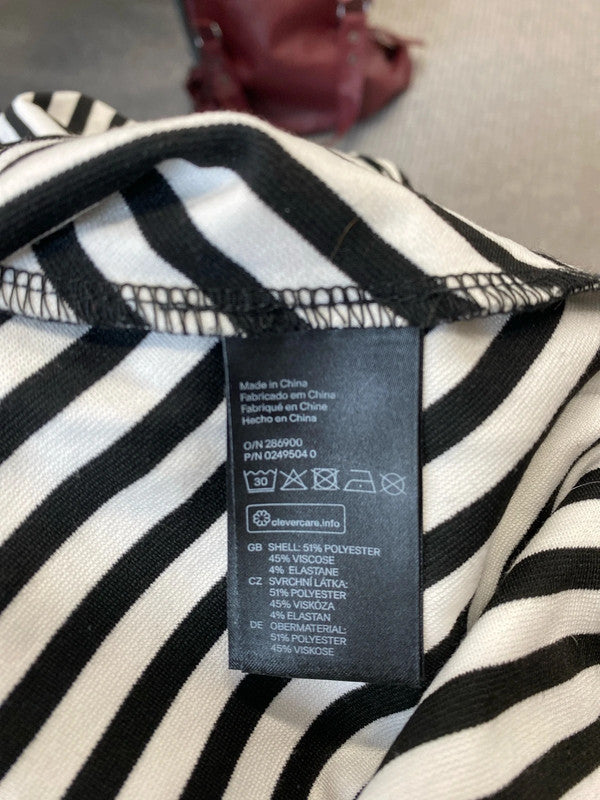 Made in China
Fabricado em China
Fabriqué en Chine
Hecho en China
O/N 286900
P/N 0249504 0
30
clevercare.info
GB SHELL: 51% POLYESTER
45% VISCOSE
4% ELASTANE
CZ SVRCHNÍ LÁTKA:
51% POLYESTER
45% VISKÓZA
4% ELASTAN
DE OBERMATERIAL:
51% POLYESTER
45% VISKOSE